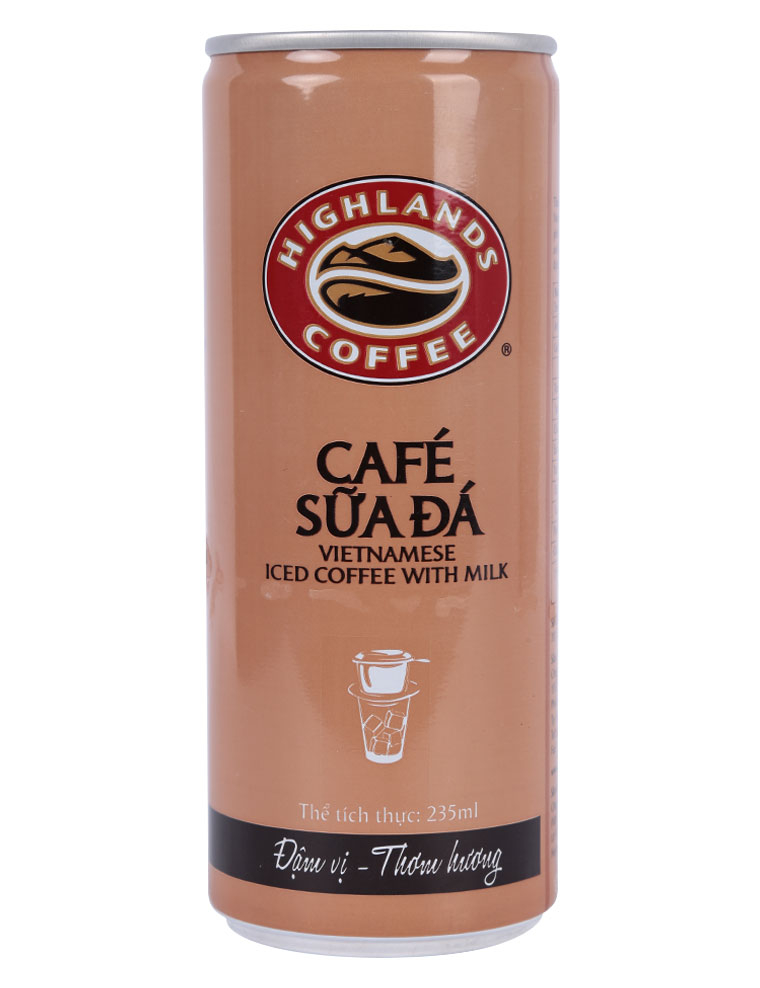 HIGHLANDS
COFFEE
®
CAFÉ
SỮA ĐÁ
VIETNAMESE
ICED COFFEE WITH MILK
Thể tích thực: 235ml
Đậm vị - Thơm hương